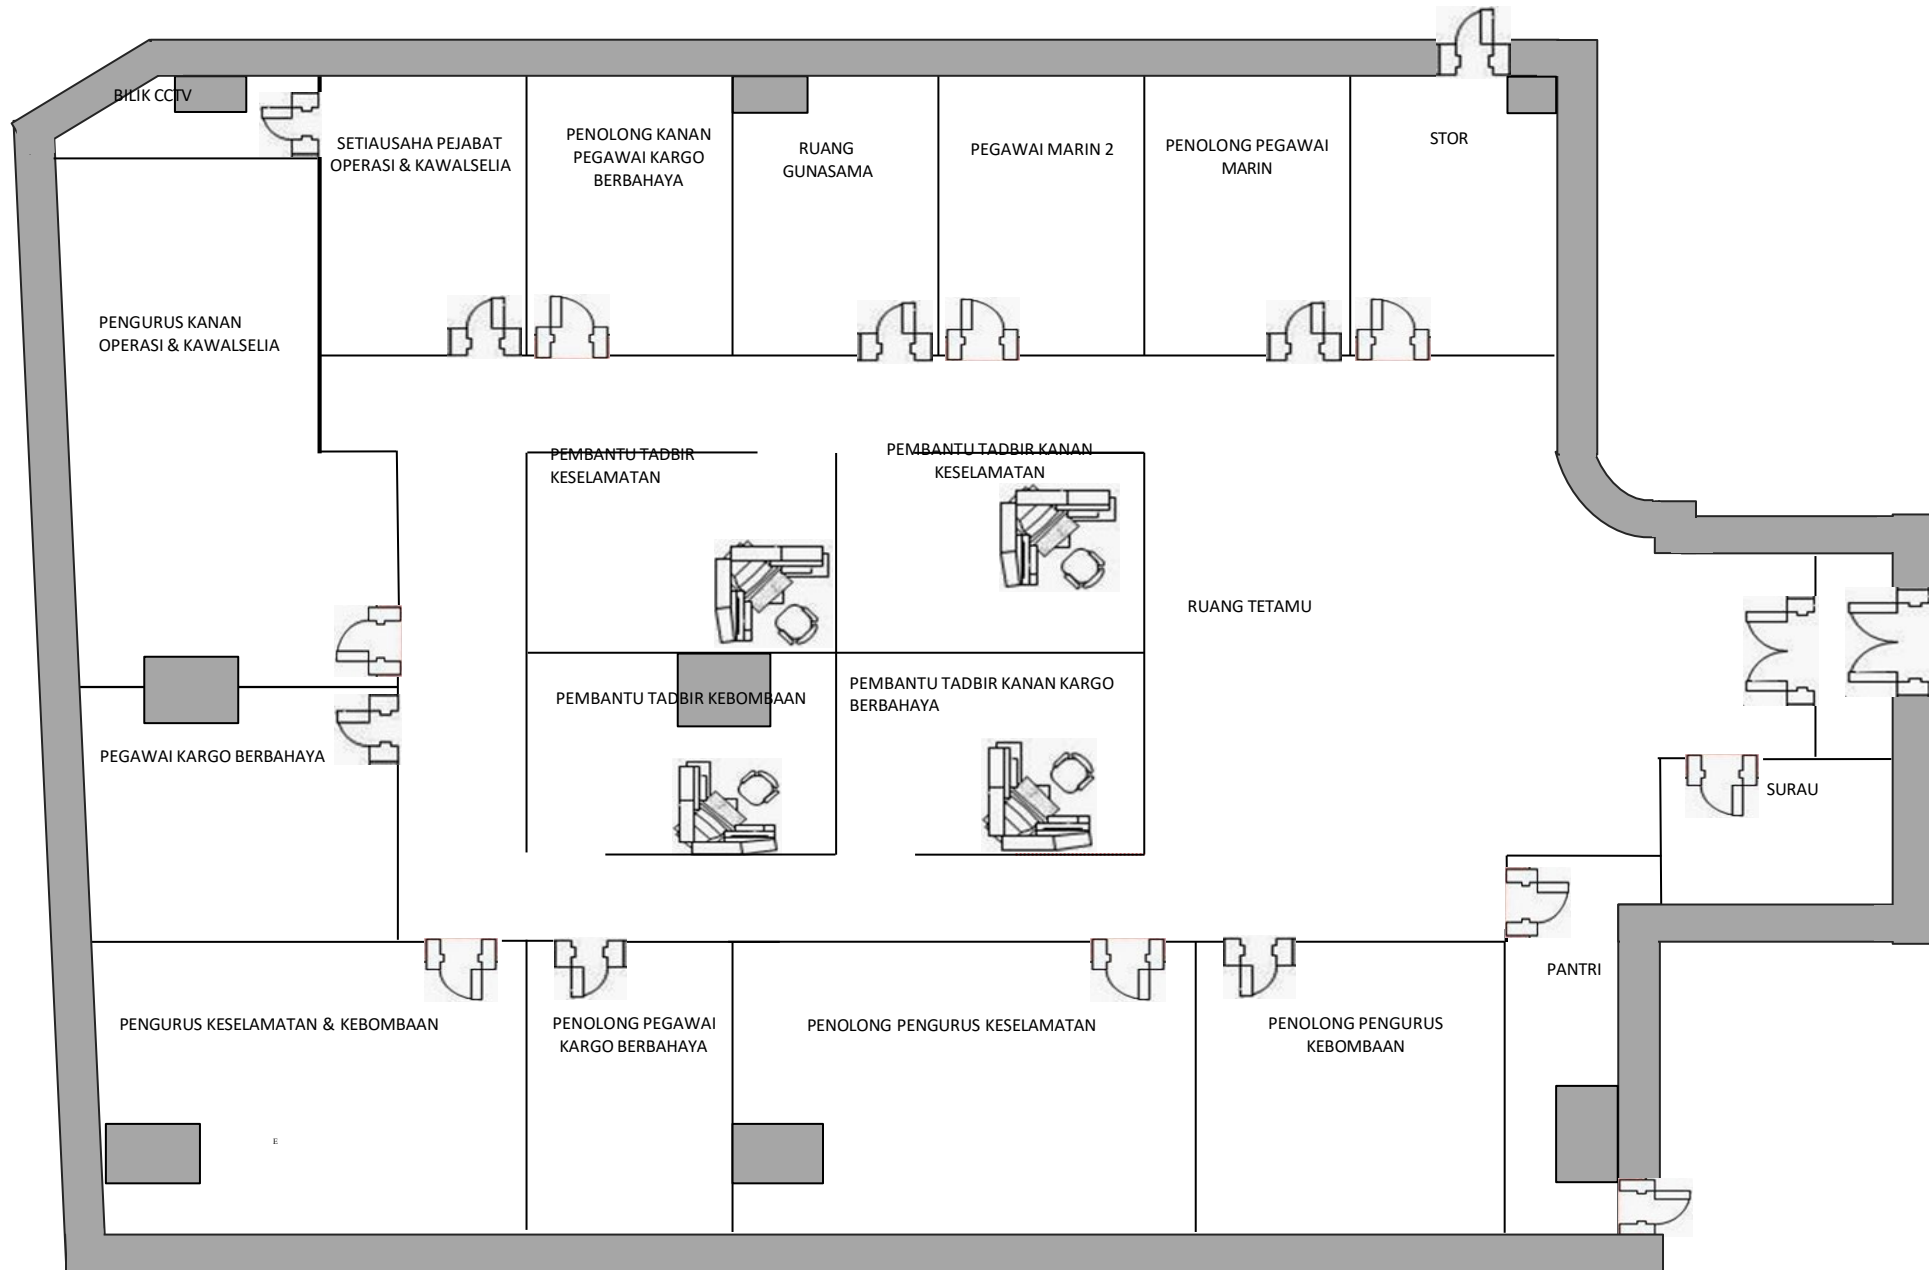 BILIK CCTV
SETIAUSAHA PEJABAT
OPERASI & KAWALSELIA
PENOLONG KANAN
PEGAWAI KARGO
BERBAHAYA
RUANG
GUNASAMA
PEGAWAI MARIN 2
PENOLONG PEGAWAI
MARIN
STOR
PENGURUS KANAN
OPERASI & KAWALSELIA
PEMBANTU TADBIR
KESELAMATAN
PEMBANTU TADBIR KANAN
KESELAMATAN
RUANG TETAMU
PEMBANTU TADBIR KEBOMBAAN
PEMBANTU TADBIR KANAN KARGO
BERBAHAYA
PEGAWAI KARGO BERBAHAYA
SURAU
PANTRI
PENGURUS KESELAMATAN & KEBOMBAAN
PENOLONG PEGAWAI
KARGO BERBAHAYA
PENOLONG PENGURUS KESELAMATAN
PENOLONG PENGURUS
KEBOMBAAN
E